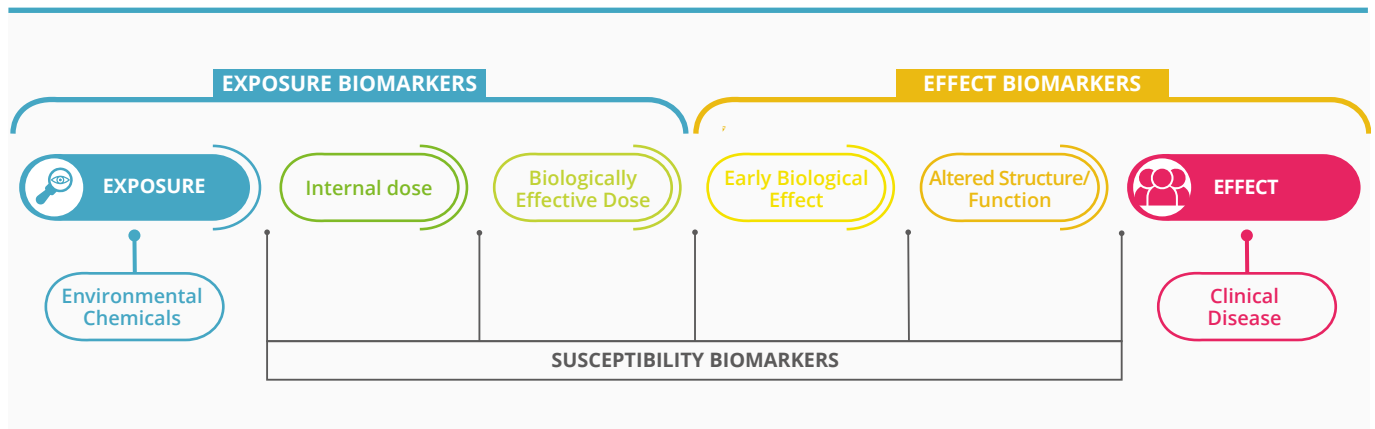 EXPOSURE BIOMARKERS
EFFECT BIOMARKERS
,
EXPOSURE
Internal dose
Biologically
Effective Dose
Early Biological
Effect
Altered Structure/
Function
EFFECT
Environmental
Chemicals
Clinical
Disease
SUSCEPTIBILITY BIOMARKERS